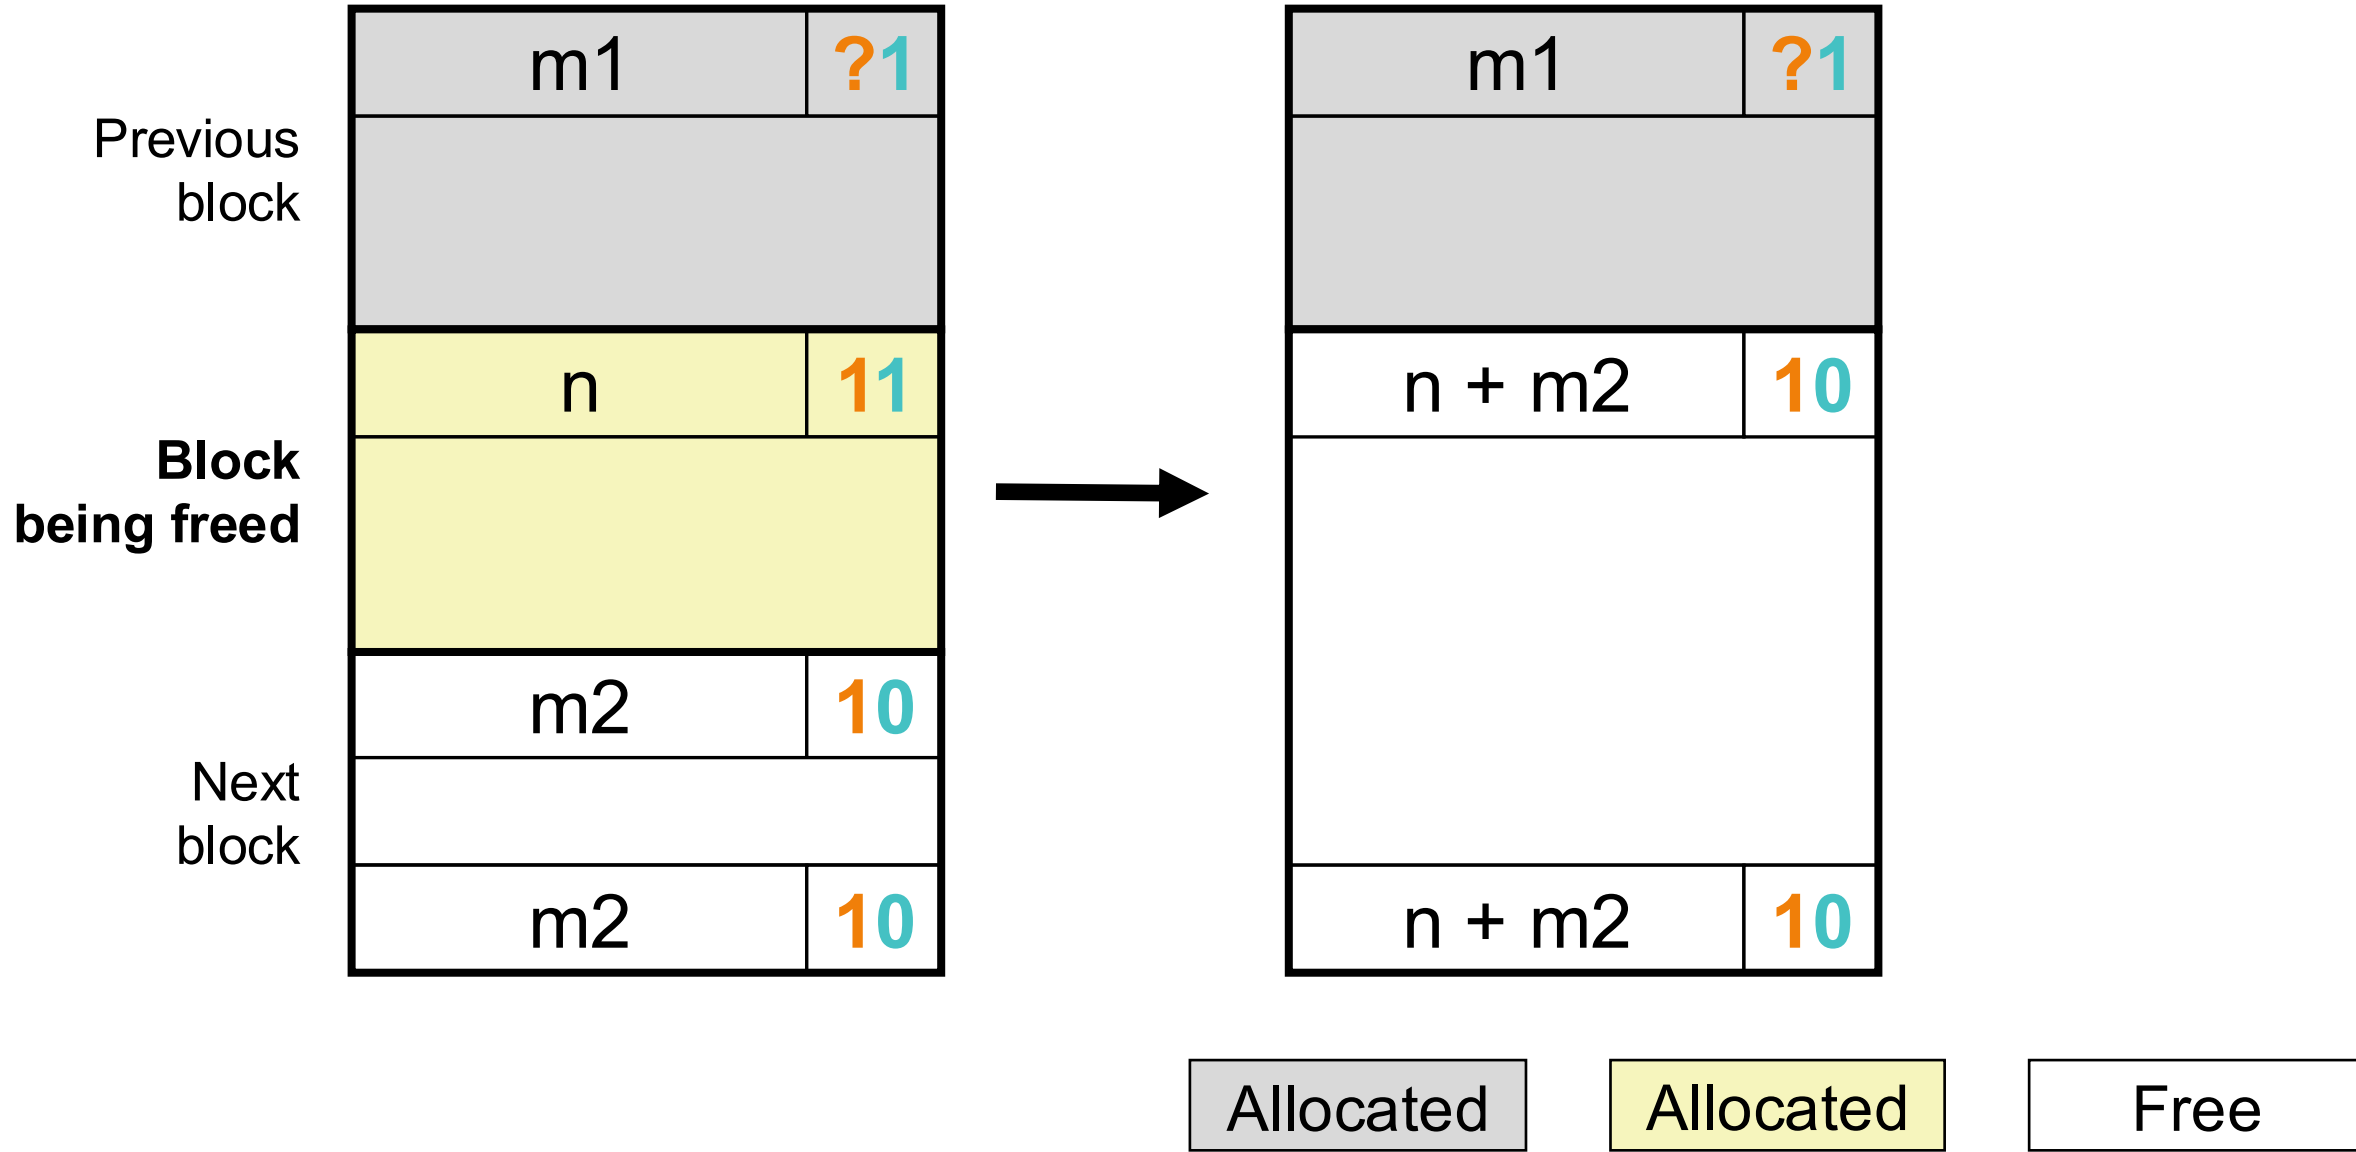 m1 ?1
Previous
block
n 11
Block
being freed
m2 10
Next
block
m2 10
m1 ?1
n + m2 10
n + m2 10
Allocated
Allocated
Free